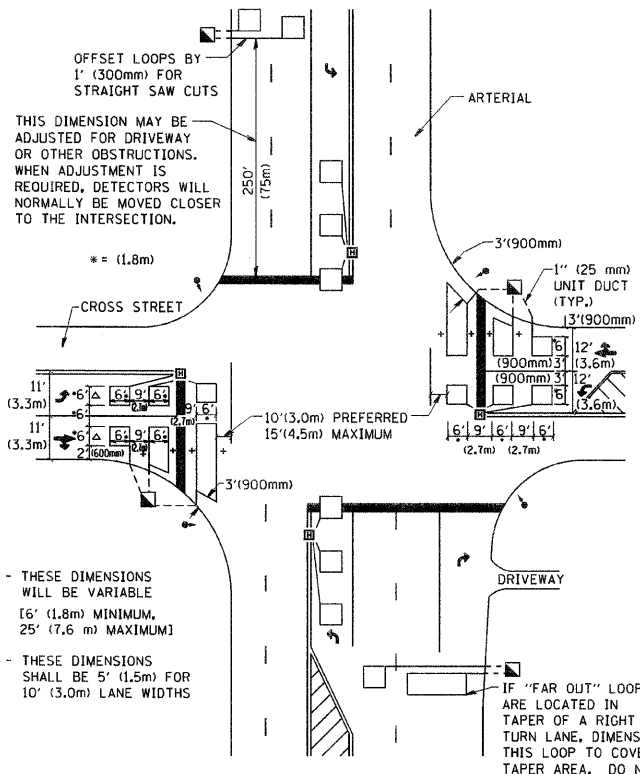 OFFSET LOOPS BY
1' (300mm) FOR
STRAIGHT SAW CUTS
ARTERIAL
THIS DIMENSION MAY BE
ADJUSTED FOR DRIVEWAY
OR OTHER OBSTRUCTIONS.
WHEN ADJUSTMENT IS
REQUIRED, DETECTORS WILL
NORMALLY BE MOVED CLOSER
TO THE INTERSECTION.
250'
(75m)
* = (1.8m)
H
3'(900mm)
1" (25 mm)
UNIT DUCT
(TYP.)
CROSS STREET
3'(900mm)
*6'
12'
(3.6m)
(900mm) 3'
(900mm) 3'
*6'
12'
(3.6m)
H
H
11'
(3.3m)
*6'
6'
9'
6'
(2.7m)
*6'
9'
6'
(2.7m)
11'
(3.3m)
*6'
6'
9'
6'
(2.7m)
2'
(600mm)
10'(3.0m) PREFERRED
15'(4.5m) MAXIMUM
6' 9' 6' 9' 6'
(2.7m) (2.7m)
3'(900mm)
H
- THESE DIMENSIONS
WILL BE VARIABLE
[6' (1.8m) MINIMUM,
25' (7.6 m) MAXIMUM]
- THESE DIMENSIONS
SHALL BE 5' (1.5m) FOR
10' (3.0m) LANE WIDTHS
DRIVEWAY
IF "FAR OUT" LOOP
ARE LOCATED IN
TAPER OF A RIGHT
TURN LANE, DIMENS
THIS LOOP TO COVE
TAPER AREA. DO N